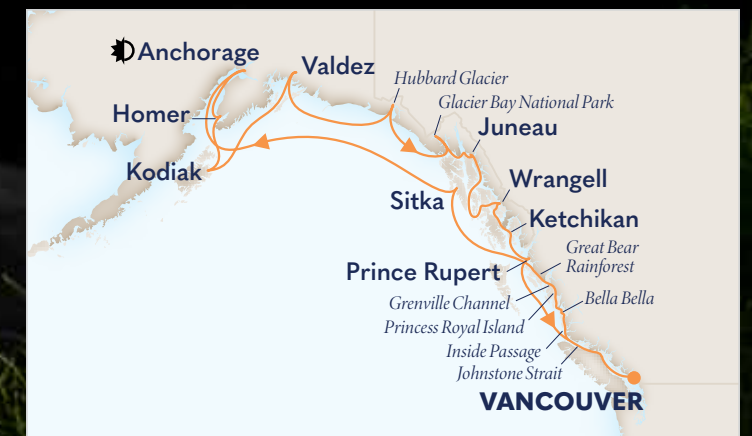 Anchorage
Valdez
Hubbard Glacier
Glacier Bay National Park
Homer
Juneau
Kodiak
Wrangell
Sitka
Ketchikan
Great Bear
Rainforest
Prince Rupert
Grenville Channel
Bella Bella
Princess Royal Island
Inside Passage
Johnstone Strait
VANCOUVER